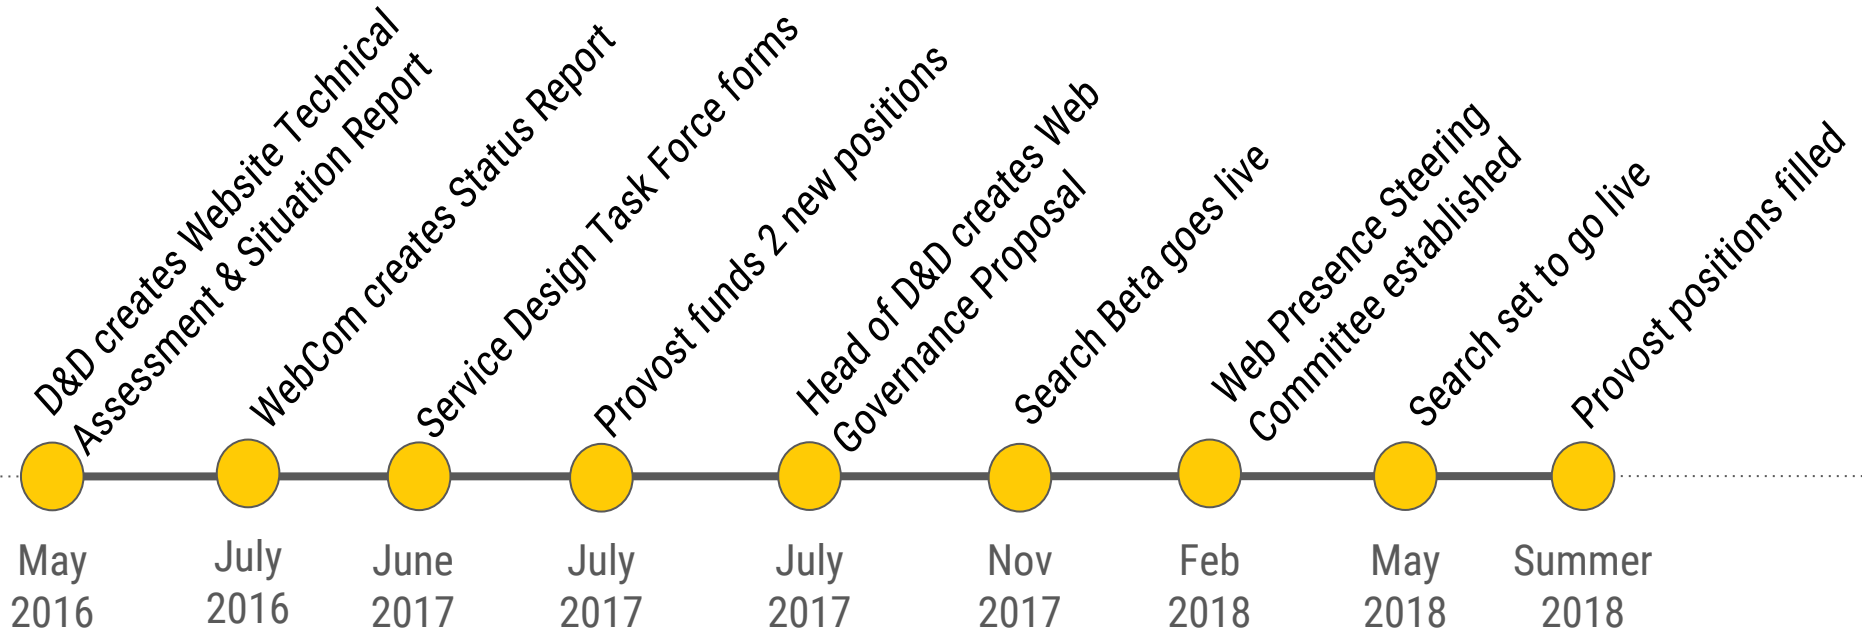 D&D creates Website Technical
Assessment & Situation Report
WebCom creates Status Report
Service Design Task Force forms
Provost funds 2 new positions
Head of D&D creates Web
Governance Proposal
Search Beta goes live
Web Presence Steering
Committee established
Search set to go live
Provost positions filled
May
2016
July
2016
June
2017
July
2017
July
2017
Nov
2017
Feb
2018
May
2018
Summer
2018